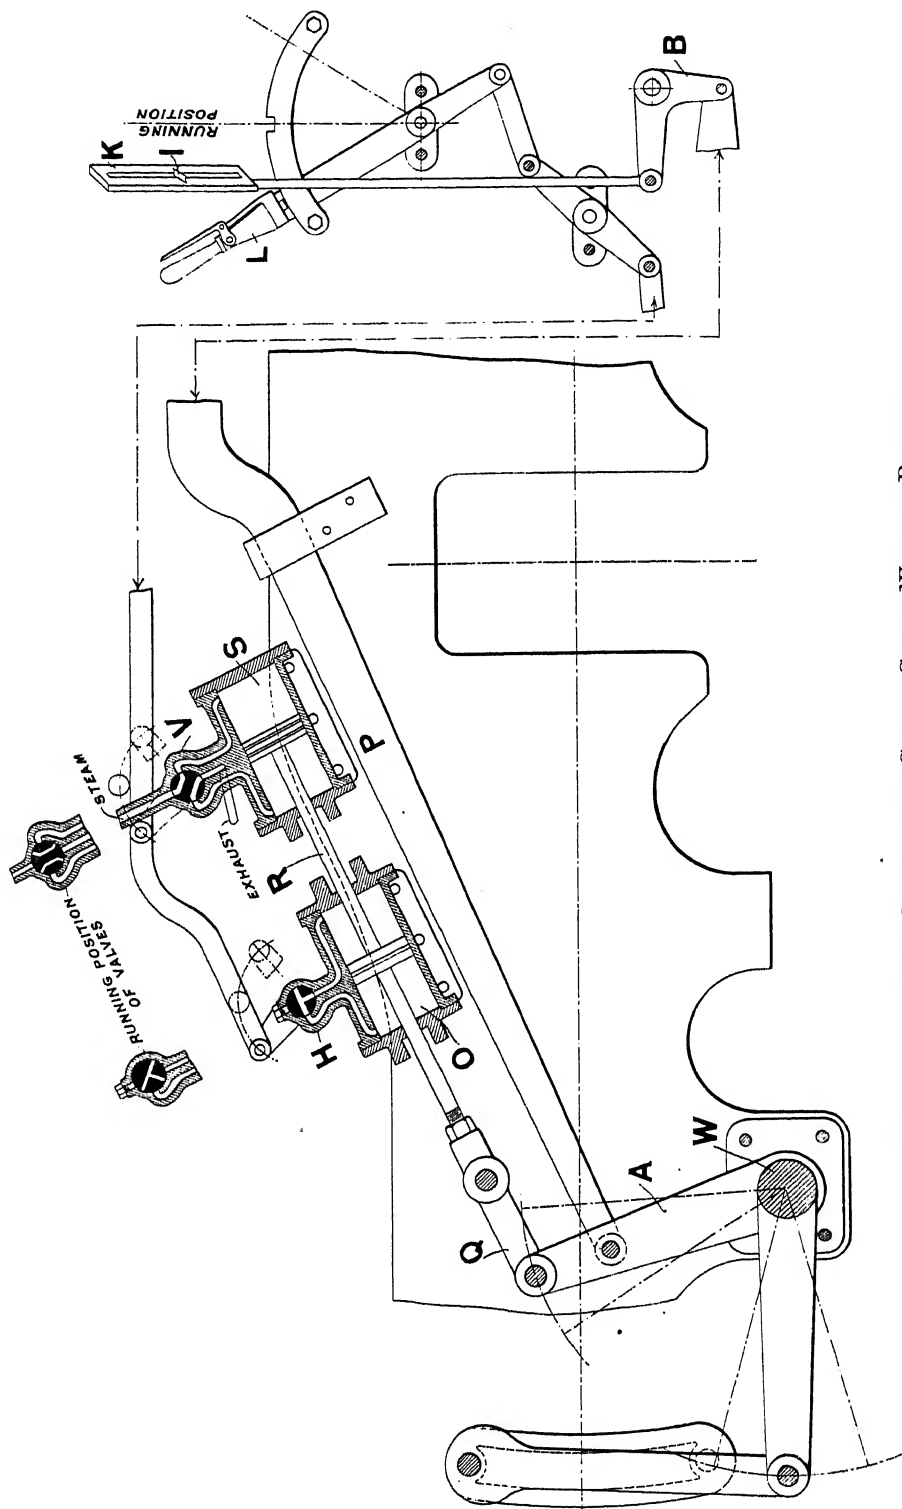 K
I
RUNNING
POSITION
B
L
STEAM
V
S
EXHAUST
R
P
RUNNING POSITION
OF VALVES
H
O
Q
A
W